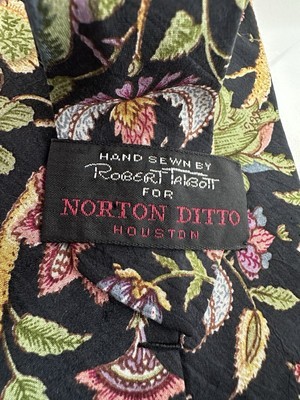 HAND SEWN BY
ROBERT TALBOTT
FOR
NORTON DITTO
HOUSTON